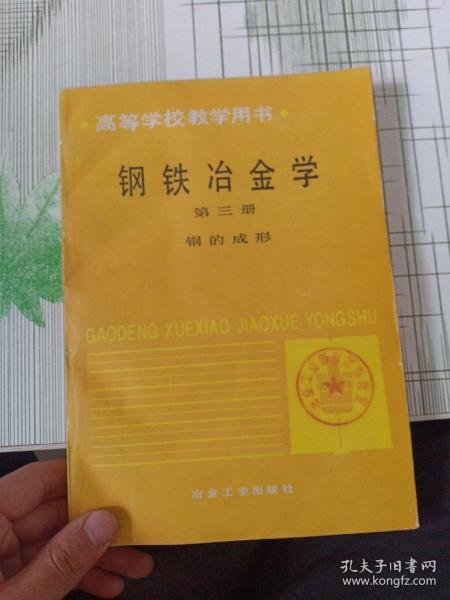 · 高等学校教学用书 ·
钢铁冶金学
第三册
钢的成形
GAODENG XUEXIAO JIAOXUE YONGSHU
冶金工业出版社
孔夫子旧书网
www.kongfz.com